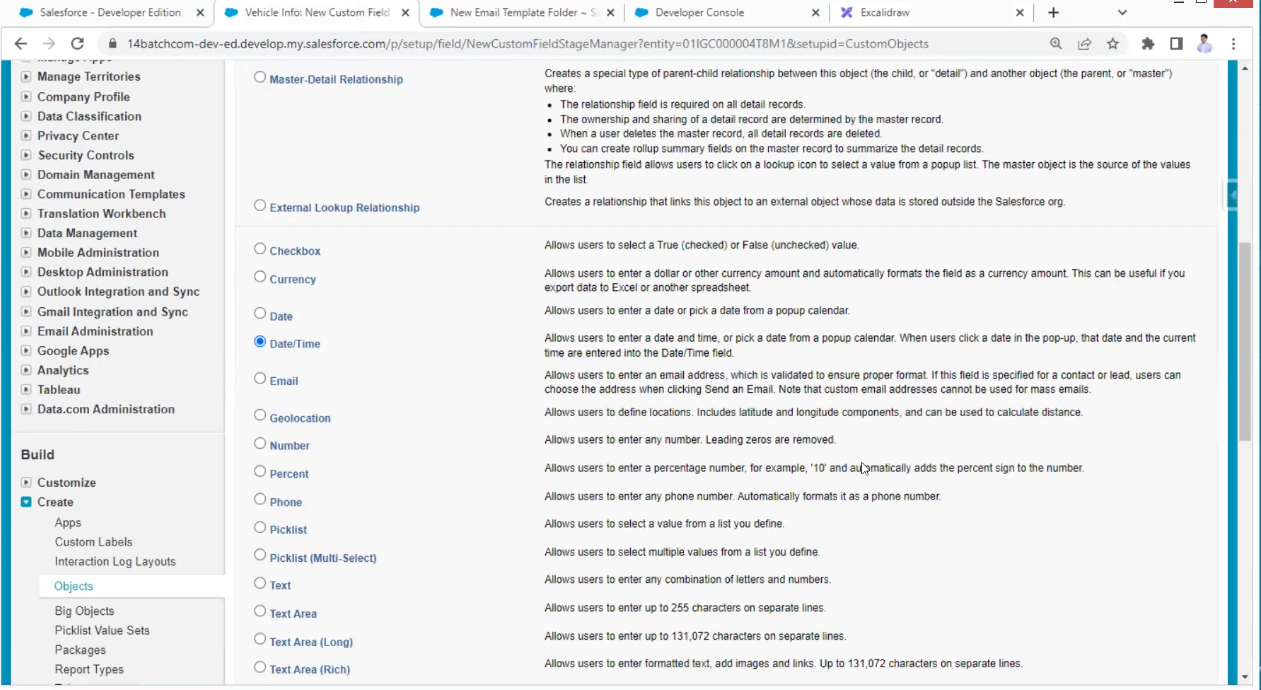 Salesforce - Developer Edition
Vehicle Info: New Custom Field
New Email Template Folder ~ S
Developer Console
Excalidraw
14batchcom-dev-ed.develop.my.salesforce.com/p/setup/field/NewCustomFieldStageManager?entity=01IGC000004T8M1&setupid=CustomObjects
Manage Apps
Manage Territories
Company Profile
Data Classification
Privacy Center
Security Controls
Domain Management
Communication Templates
Translation Workbench
Data Management
Mobile Administration
Desktop Administration
Outlook Integration and Sync
Gmail Integration and Sync
Email Administration
Google Apps
Analytics
Tableau
Data.com Administration
Build
Customize
Create
Apps
Custom Labels
Interaction Log Layouts
Objects
Big Objects
Picklist Value Sets
Packages
Report Types
Master-Detail Relationship
Creates a special type of parent-child relationship between this object (the child, or "detail") and another object (the parent, or "master")
where:
• The relationship field is required on all detail records.
• The ownership and sharing of a detail record are determined by the master record.
• When a user deletes the master record, all detail records are deleted.
• You can create rollup summary fields on the master record to summarize the detail records.
The relationship field allows users to click on a lookup icon to select a value from a popup list. The master object is the source of the values
in the list.
External Lookup Relationship
Creates a relationship that links this object to an external object whose data is stored outside the Salesforce org.
Checkbox
Allows users to select a True (checked) or False (unchecked) value.
Currency
Allows users to enter a dollar or other currency amount and automatically formats the field as a currency amount. This can be useful if you
export data to Excel or another spreadsheet.
Date
Allows users to enter a date or pick a date from a popup calendar.
Date/Time
Allows users to enter a date and time, or pick a date from a popup calendar. When users click a date in the pop-up, that date and the current
time are entered into the Date/Time field.
Email
Allows users to enter an email address, which is validated to ensure proper format. If this field is specified for a contact or lead, users can
choose the address when clicking Send an Email. Note that custom email addresses cannot be used for mass emails.
Geolocation
Allows users to define locations. Includes latitude and longitude components, and can be used to calculate distance.
Number
Allows users to enter any number. Leading zeros are removed.
Percent
Allows users to enter a percentage number, for example, '10' and automatically adds the percent sign to the number.
Phone
Allows users to enter any phone number. Automatically formats it as a phone number.
Picklist
Allows users to select a value from a list you define.
Picklist (Multi-Select)
Allows users to select multiple values from a list you define.
Text
Allows users to enter any combination of letters and numbers.
Text Area
Allows users to enter up to 255 characters on separate lines.
Text Area (Long)
Allows users to enter up to 131,072 characters on separate lines.
Text Area (Rich)
Allows users to enter formatted text, add images and links. Up to 131,072 characters on separate lines.